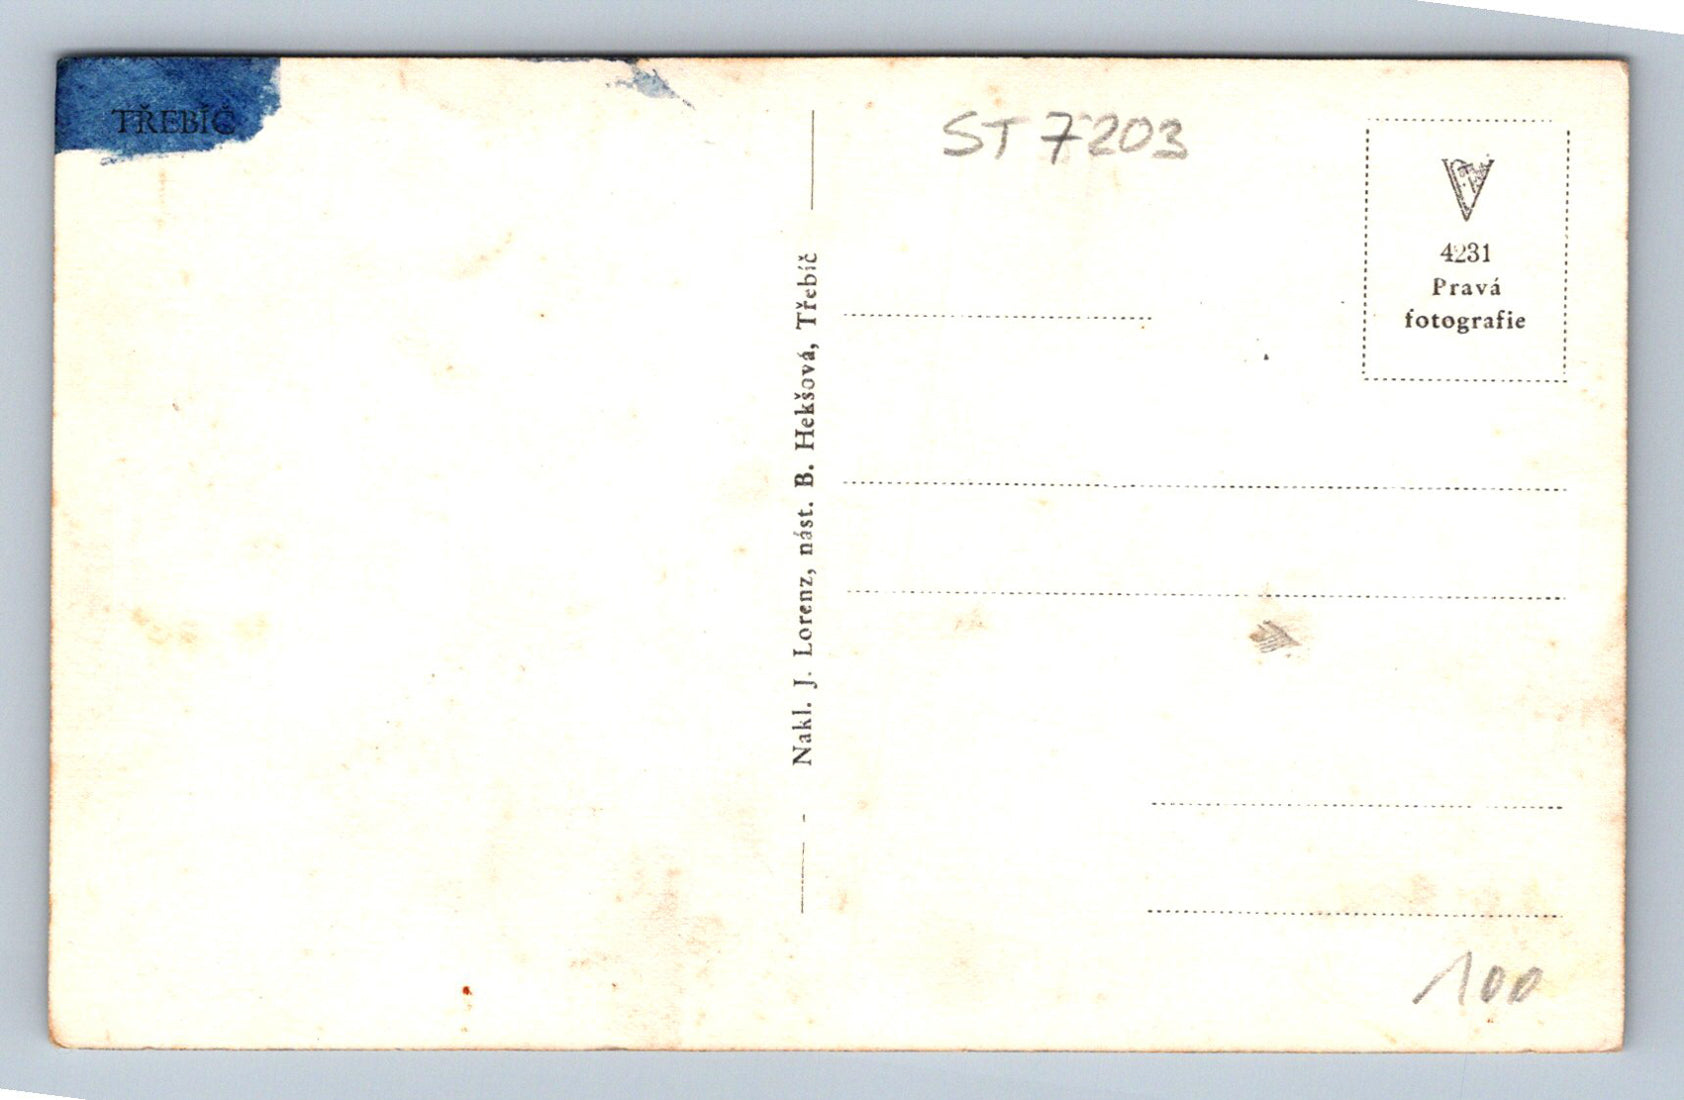 TŘEBÍČ
ST 7203
4231
Pravá
fotografie
Nakl. J. Lorenz, nást. B. Hekšová, Třebíč
100